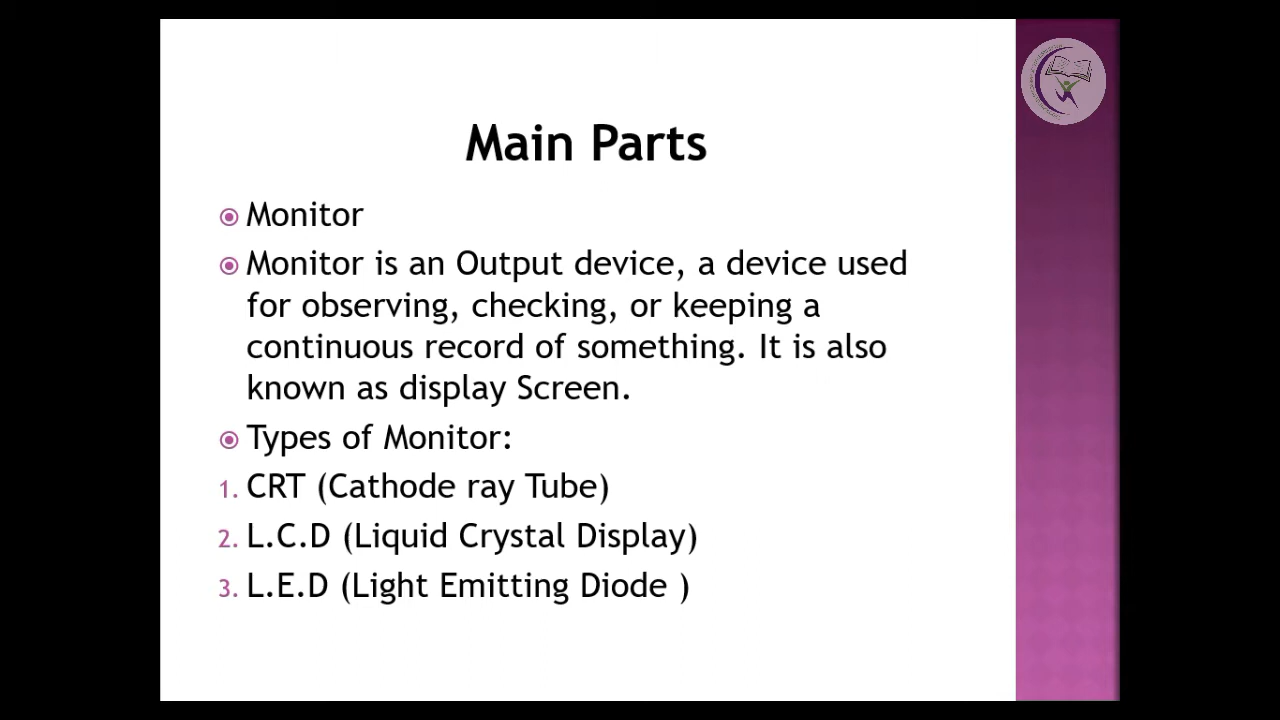 Main Parts
Monitor
Monitor is an Output device, a device used
for observing, checking, or keeping a
continuous record of something. It is also
known as display Screen.
Types of Monitor:
1. CRT (Cathode ray Tube)
2. L.C.D (Liquid Crystal Display)
3. L.E.D (Light Emitting Diode )